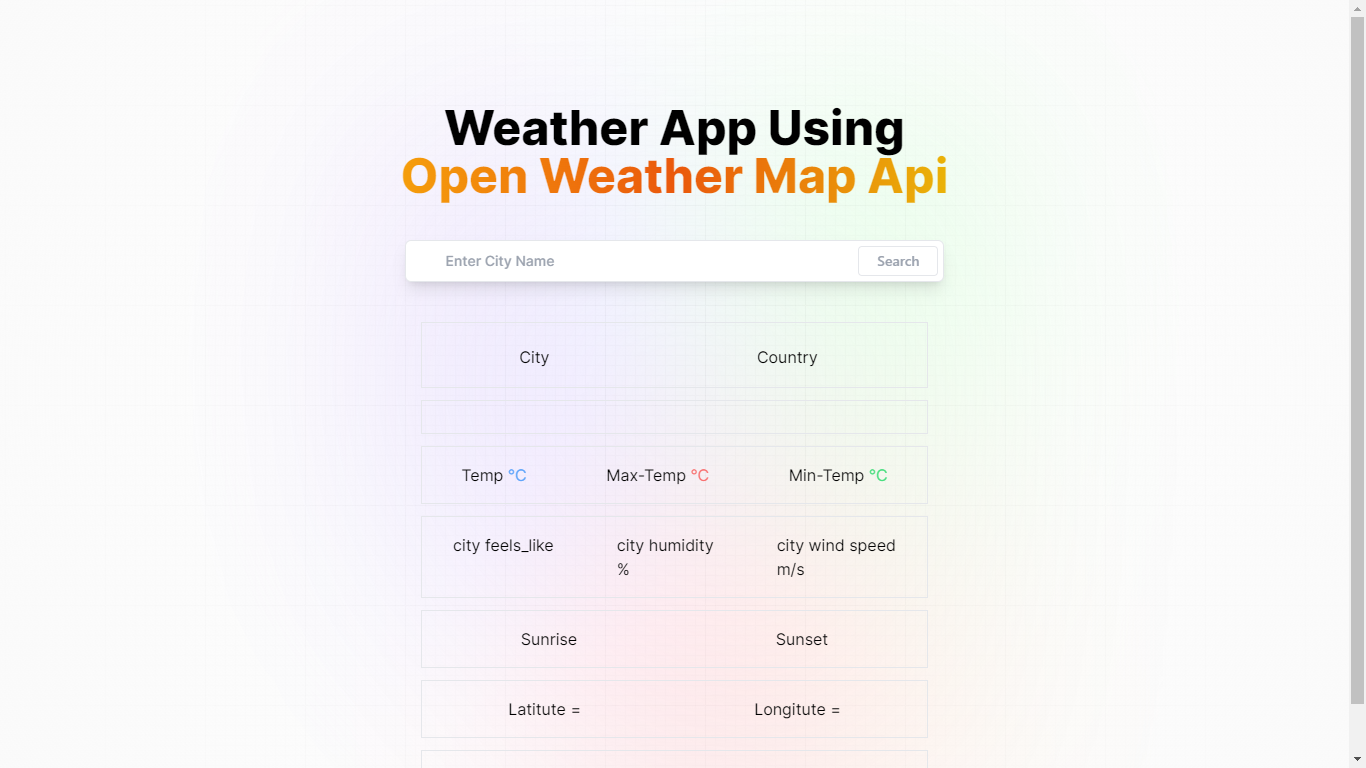 Weather App Using
Open Weather Map Api
Enter City Name Search
City Country
Temp °C Max-Temp °C Min-Temp °C
city feels_like city humidity city wind speed
% m/s
Sunrise Sunset
Latitute = Longitute =